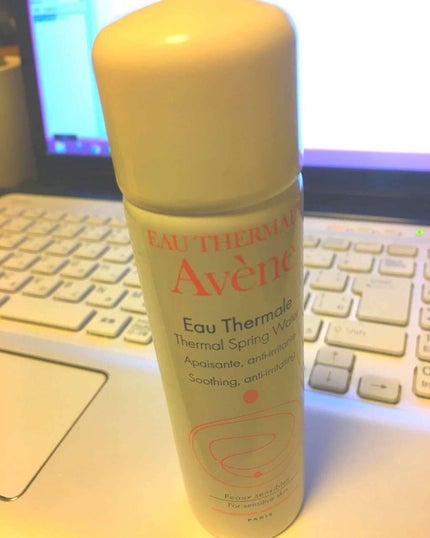 EAU THERMALE
Avène
Eau Thermale
Thermal Spring Water
Apaisante, anti-irritante
Soothing, anti-irritating
Peaux sensibles
For sensitive skin
PARIS
Shift